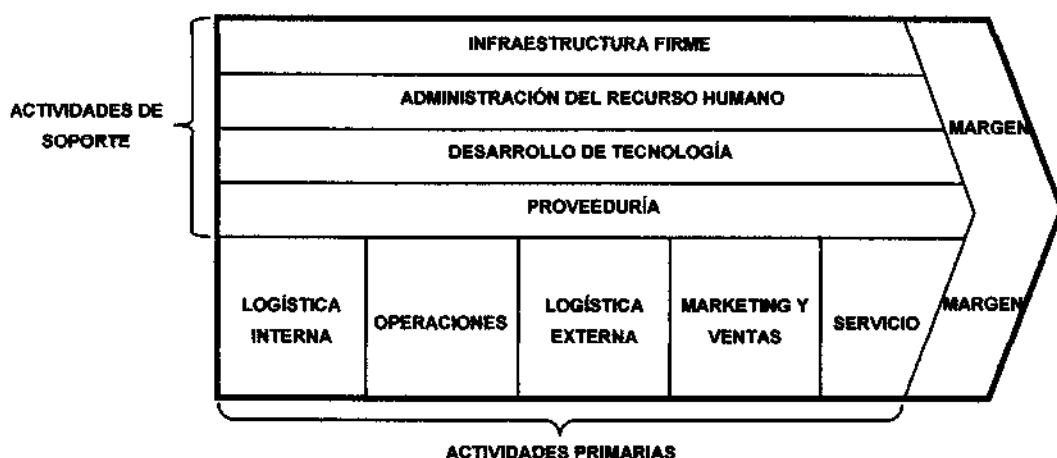 INFRAESTRUCTURA FIRME
ADMINISTRACIÓN DEL RECURSO HUMANO
DESARROLLO DE TECNOLOGÍA
PROVEEDURÍA
ACTIVIDADES DE
SOPORTE
MARGEN
LOGÍSTICA
INTERNA
OPERACIONES
LOGÍSTICA
EXTERNA
MARKETING Y
VENTAS
SERVICIO
MARGEN
ACTIVIDADES PRIMARIAS